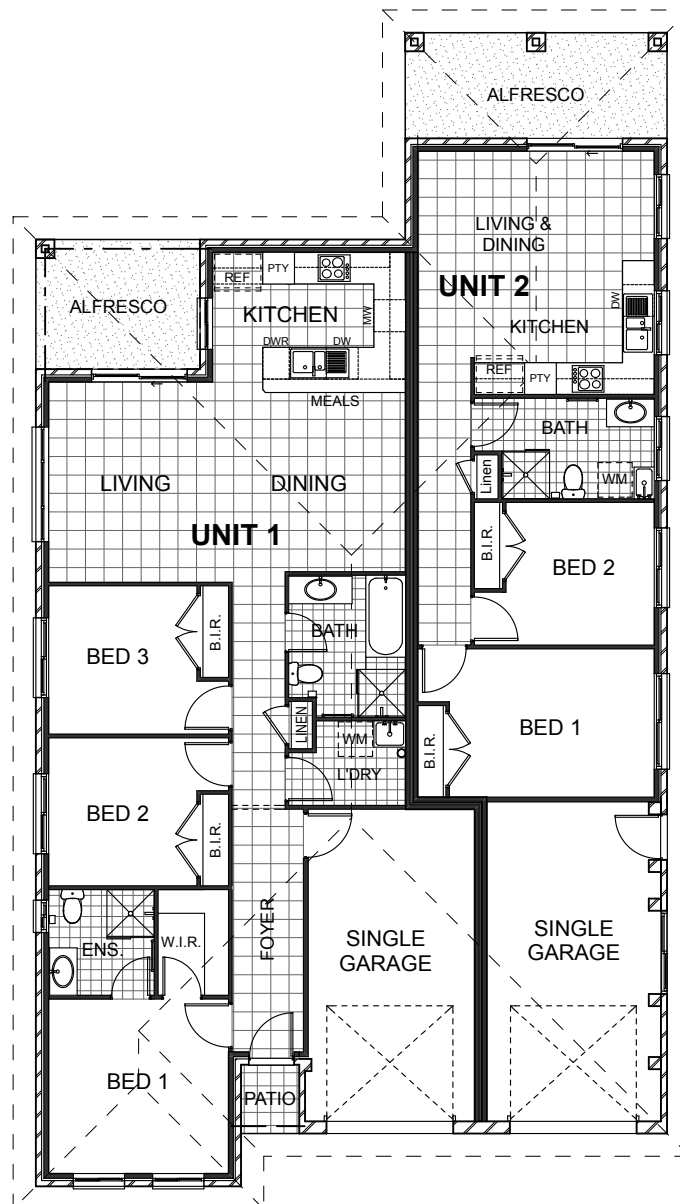 ALFRESCO
LIVING &
DINING
UNIT 2
KITCHEN
DW
REF
PTY
BATH
Linen
WM
B.I.R.
BED 2
BED 1
B.I.R.
SINGLE
GARAGE
ALFRESCO
REF
PTY
KITCHEN
MW
DWR
DW
MEALS
LIVING
DINING
UNIT 1
BATH
BED 3
B.I.R.
LINEN
WM
L'DRY
BED 2
B.I.R.
ENS.
W.I.R.
FOYER
SINGLE
GARAGE
BED 1
PATIO